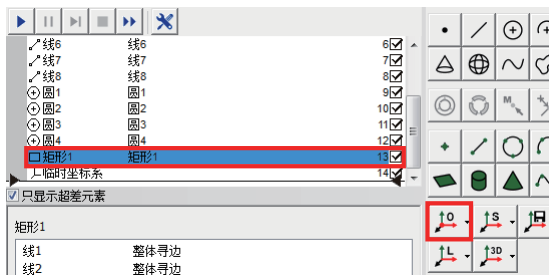 线6 线6 6
线7 线7 7
线8 线8 8
圆1 圆1 9
圆2 圆2 10
圆3 圆3 11
圆4 圆4 12
矩形1 矩形1 13
临时坐标系 14
只显示超差元素
矩形1
线1 整体寻边
线2 整体寻边
M
O
S
L
3D